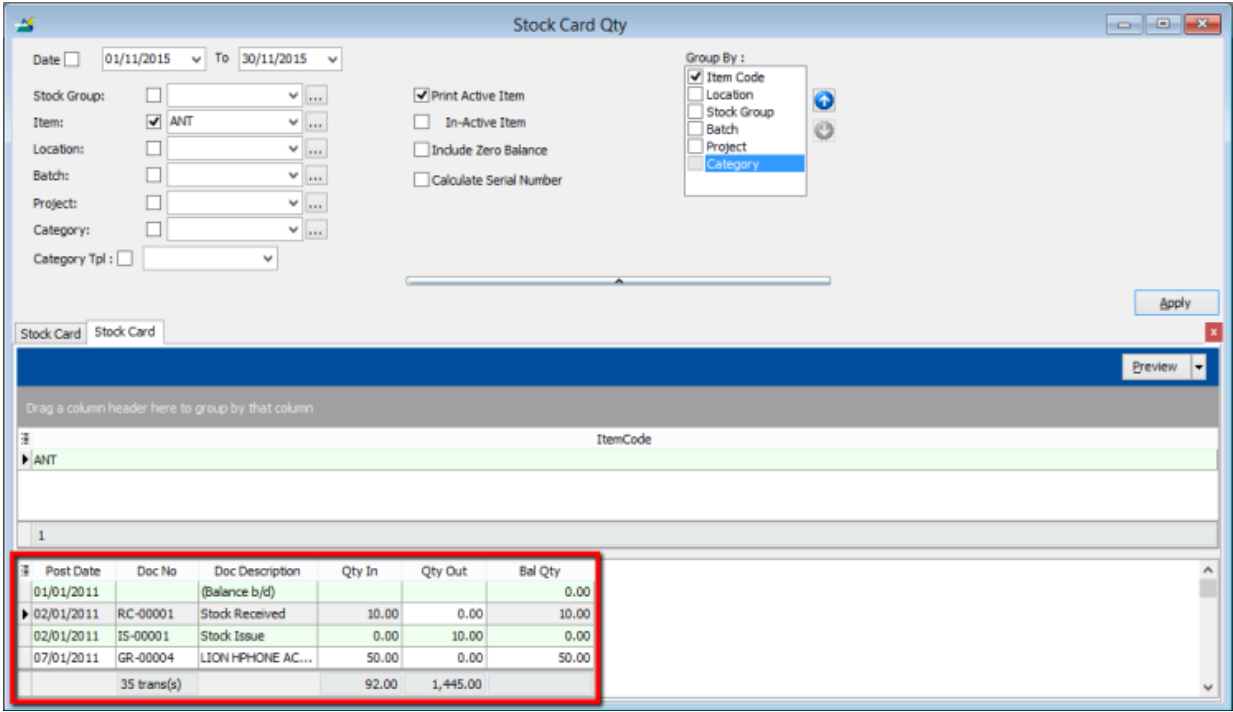 Stock Card Qty
Date 01/11/2015 To 30/11/2015
Group By :
Item Code
Location
Stock Group
Batch
Project
Category
Stock Group: ...
Item: ANT ...
Location: ...
Batch: ...
Project: ...
Category: ...
Category Tpl :
Print Active Item
In-Active Item
Include Zero Balance
Calculate Serial Number
Apply
Stock Card Stock Card x
Preview
Drag a column header here to group by that column
ItemCode
ANT
1
Post Date Doc No Doc Description Qty In Qty Out Bal Qty
01/01/2011 (Balance b/d) 0.00
02/01/2011 RC-00001 Stock Received 10.00 0.00 10.00
02/01/2011 IS-00001 Stock Issue 0.00 10.00 0.00
07/01/2011 GR-00004 LION HPHONE AC... 50.00 0.00 50.00
35 trans(s) 92.00 1,445.00